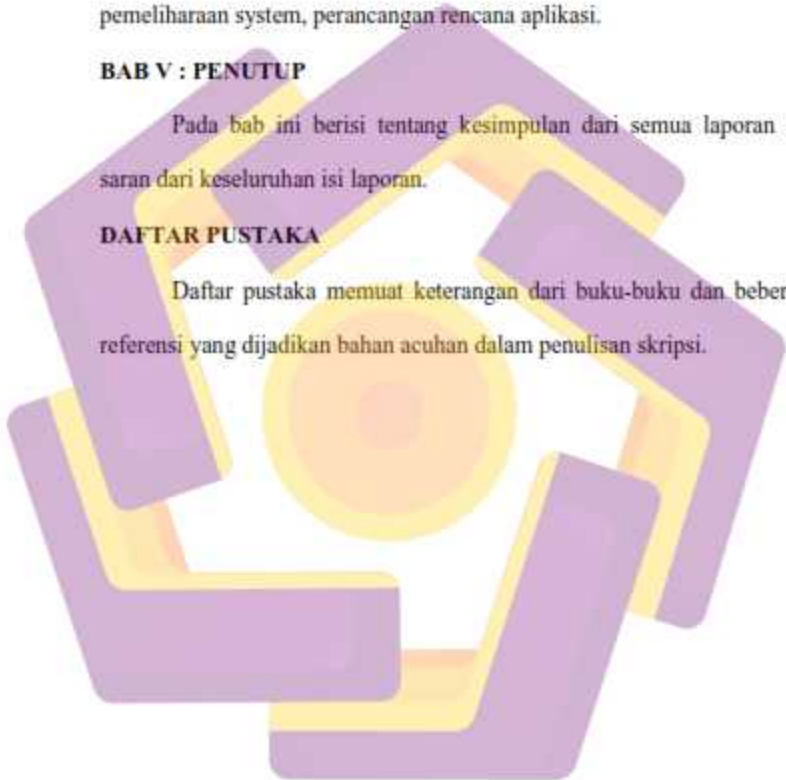 pemeliharaan system, perancangan rencana aplikasi.
BAB V : PENUTUP
Pada bab ini berisi tentang kesimpulan dari semua laporan
saran dari keseluruhan isi laporan.
DAFTAR PUSTAKA
Daftar pustaka memuat keterangan dari buku-buku dan beber
referensi yang dijadikan bahan acuhan dalam penulisan skripsi.